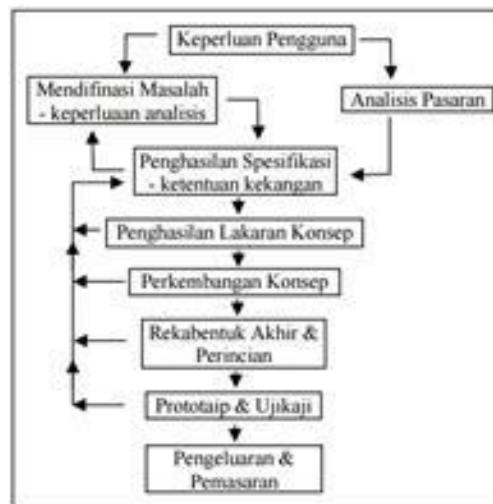 Keperluan Pengguna
Mendifinasi Masalah
- keperluaan analisis
Analisis Pasaran
Penghasilan Spesifikasi
- ketentuan kekangan
Penghasilan Lakaran Konsep
Perkembangan Konsep
Rekabentuk Akhir &
Perincian
Prototaip & Ujikaji
Pengeluaran &
Pemasaran